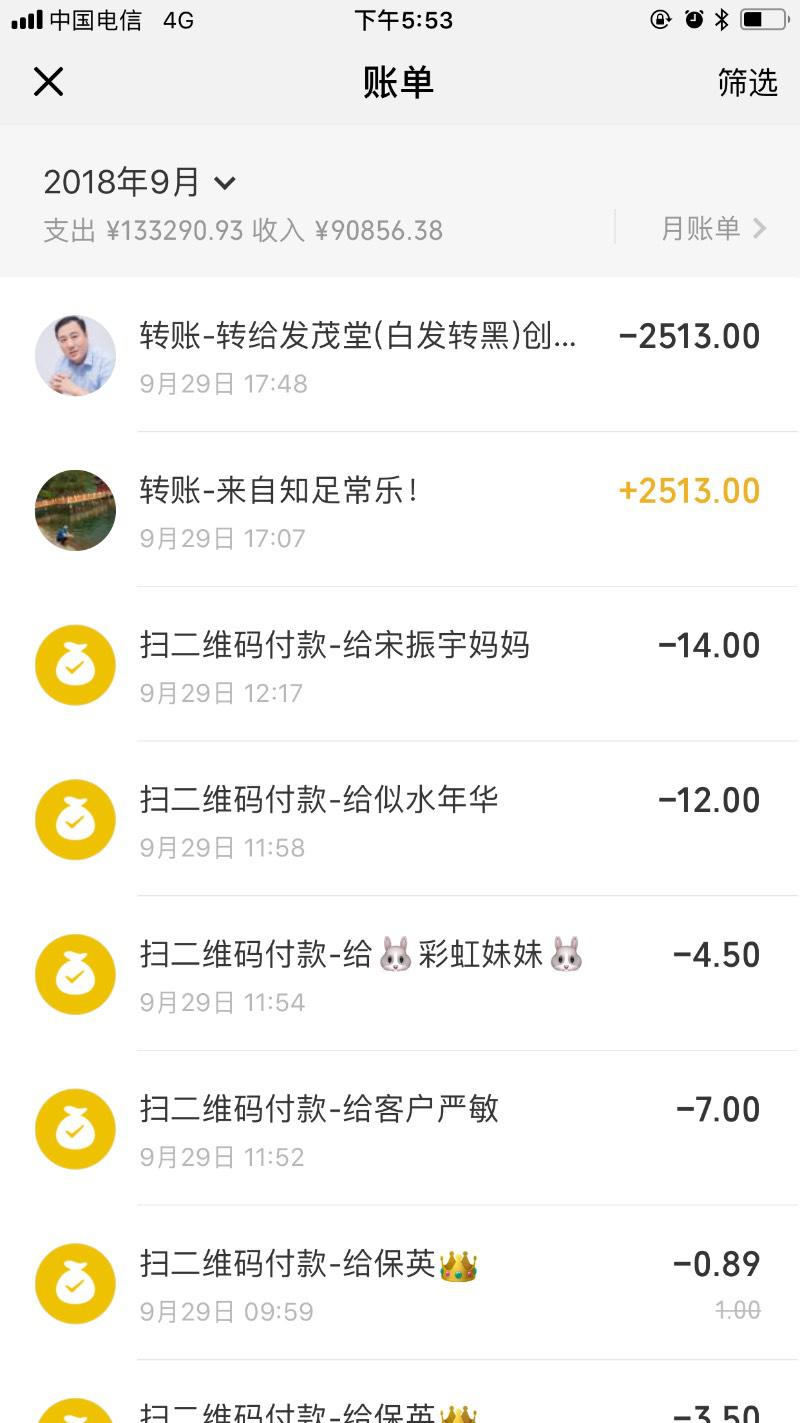 中国电信 4G 下午5:53
账单 筛选
2018年9月
支出 ¥133290.93 收入 ¥90856.38 月账单
转账-转给发茂堂(白发转黑)创... -2513.00
9月29日 17:48
转账-来自知足常乐！ +2513.00
9月29日 17:07
扫二维码付款-给宋振宇妈妈 -14.00
9月29日 12:17
扫二维码付款-给似水年华 -12.00
9月29日 11:58
扫二维码付款-给🐰彩虹妹妹🐰 -4.50
9月29日 11:54
扫二维码付款-给客户严敏 -7.00
9月29日 11:52
扫二维码付款-给保英👑 -0.89
9月29日 09:59 1.00
扫二维码付款-给保英👑 -3.50